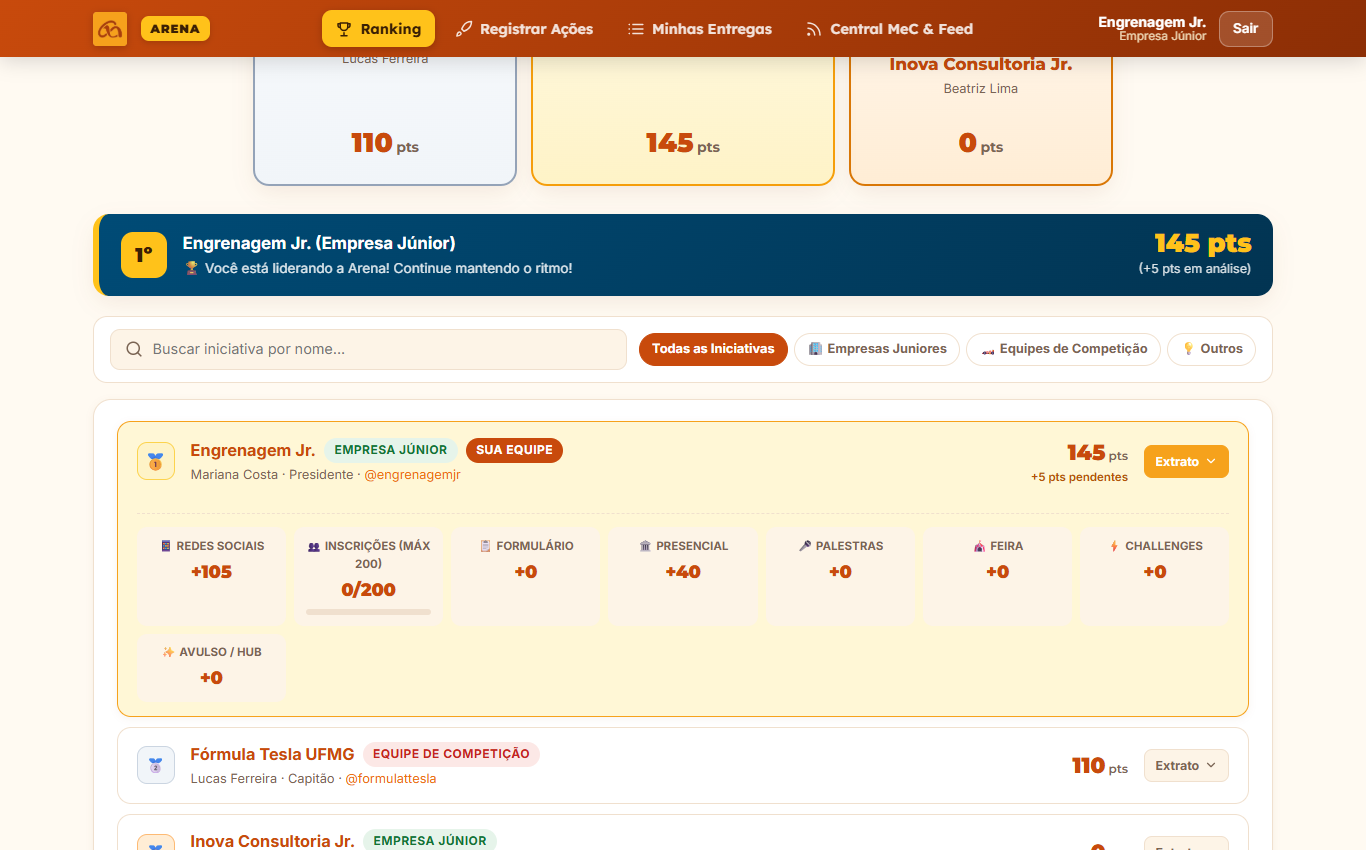 ARENA
Ranking
Registrar Ações
Minhas Entregas
Central MeC & Feed
Engrenagem Jr.
Empresa Júnior
Sair
Lucas Ferreira
110 pts
145 pts
Inova Consultoria Jr.
Beatriz Lima
0 pts
1º
Engrenagem Jr. (Empresa Júnior)
Você está liderando a Arena! Continue mantendo o ritmo!
145 pts
(+5 pts em análise)
Buscar iniciativa por nome...
Todas as Iniciativas
Empresas Juniores
Equipes de Competição
Outros
Engrenagem Jr.
EMPRESA JÚNIOR
SUA EQUIPE
Mariana Costa · Presidente · @engrenagemjr
145 pts
+5 pts pendentes
Extrato
REDES SOCIAIS
+105
INSCRIÇÕES (MÁX
200)
0/200
FORMULÁRIO
+0
PRESENCIAL
+40
PALESTRAS
+0
FEIRA
+0
CHALLENGES
+0
AVULSO / HUB
+0
Fórmula Tesla UFMG
EQUIPE DE COMPETIÇÃO
Lucas Ferreira · Capitão · @formulattesla
110 pts
Extrato
Inova Consultoria Jr.
EMPRESA JÚNIOR